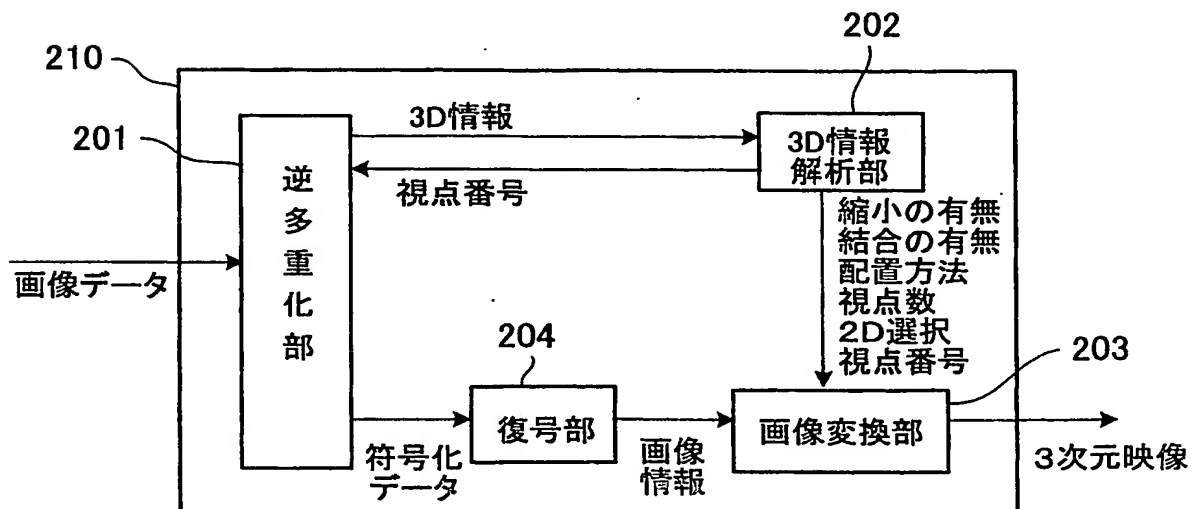 202
210
3D情報
201
3D情報
解析部
視点番号
逆多重化部
縮小の有無
結合の有無
配置方法
視点数
2D選択
視点番号
画像データ
204
203
復号部
画像変換部
符号化
データ
画像
情報
3次元映像